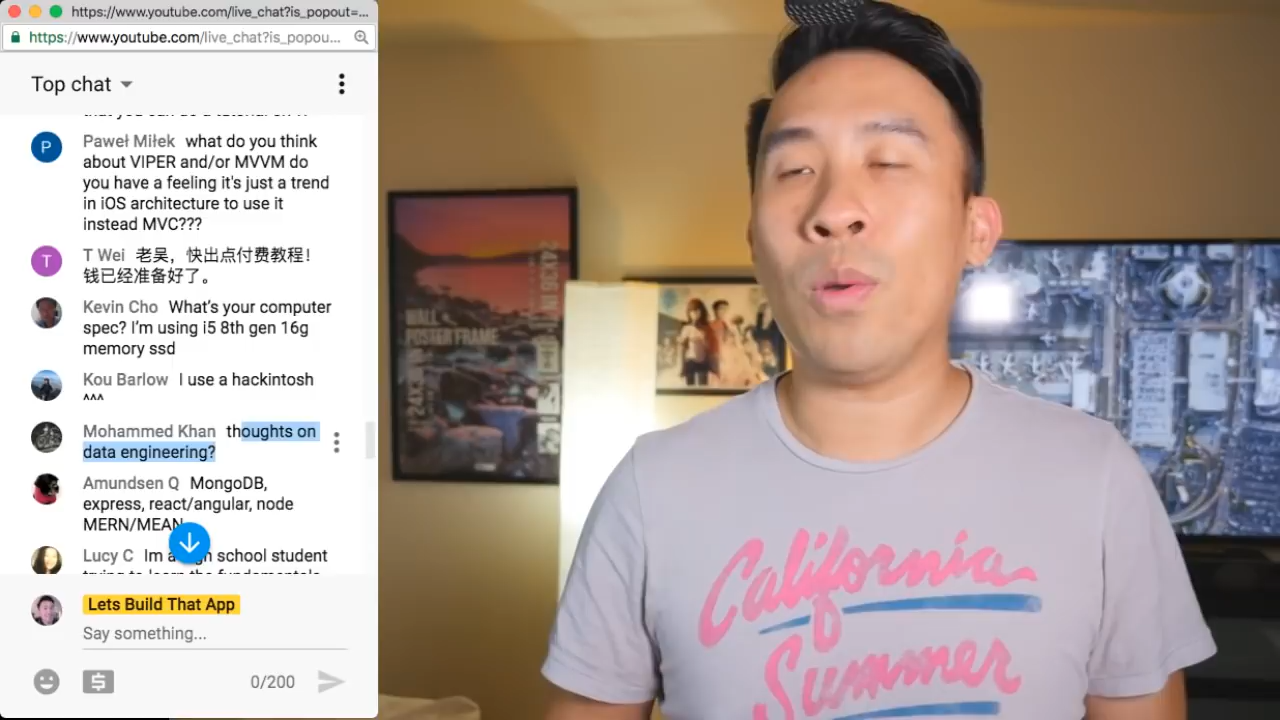 https://www.youtube.com/live_chat?is_popout=...
https://www.youtube.com/live_chat?is_popou...
Top chat
Paweł Miłek what do you think
about VIPER and/or MVVM do
you have a feeling it's just a trend
in iOS architecture to use it
instead MVC???
T Wei 老吴，快出点付费教程！
钱已经准备好了。
Kevin Cho What's your computer
spec? I'm using i5 8th gen 16g
memory ssd
Kou Barlow I use a hackintosh
^^^
Mohammed Khan thoughts on
data engineering?
Amundsen Q MongoDB,
express, react/angular, node
MERN/MEAN
Lucy C Im a school student
Lets Build That App
Say something...
0/200
P
T
24X36 IN
WALL
POSTER FRAME
California
Summer